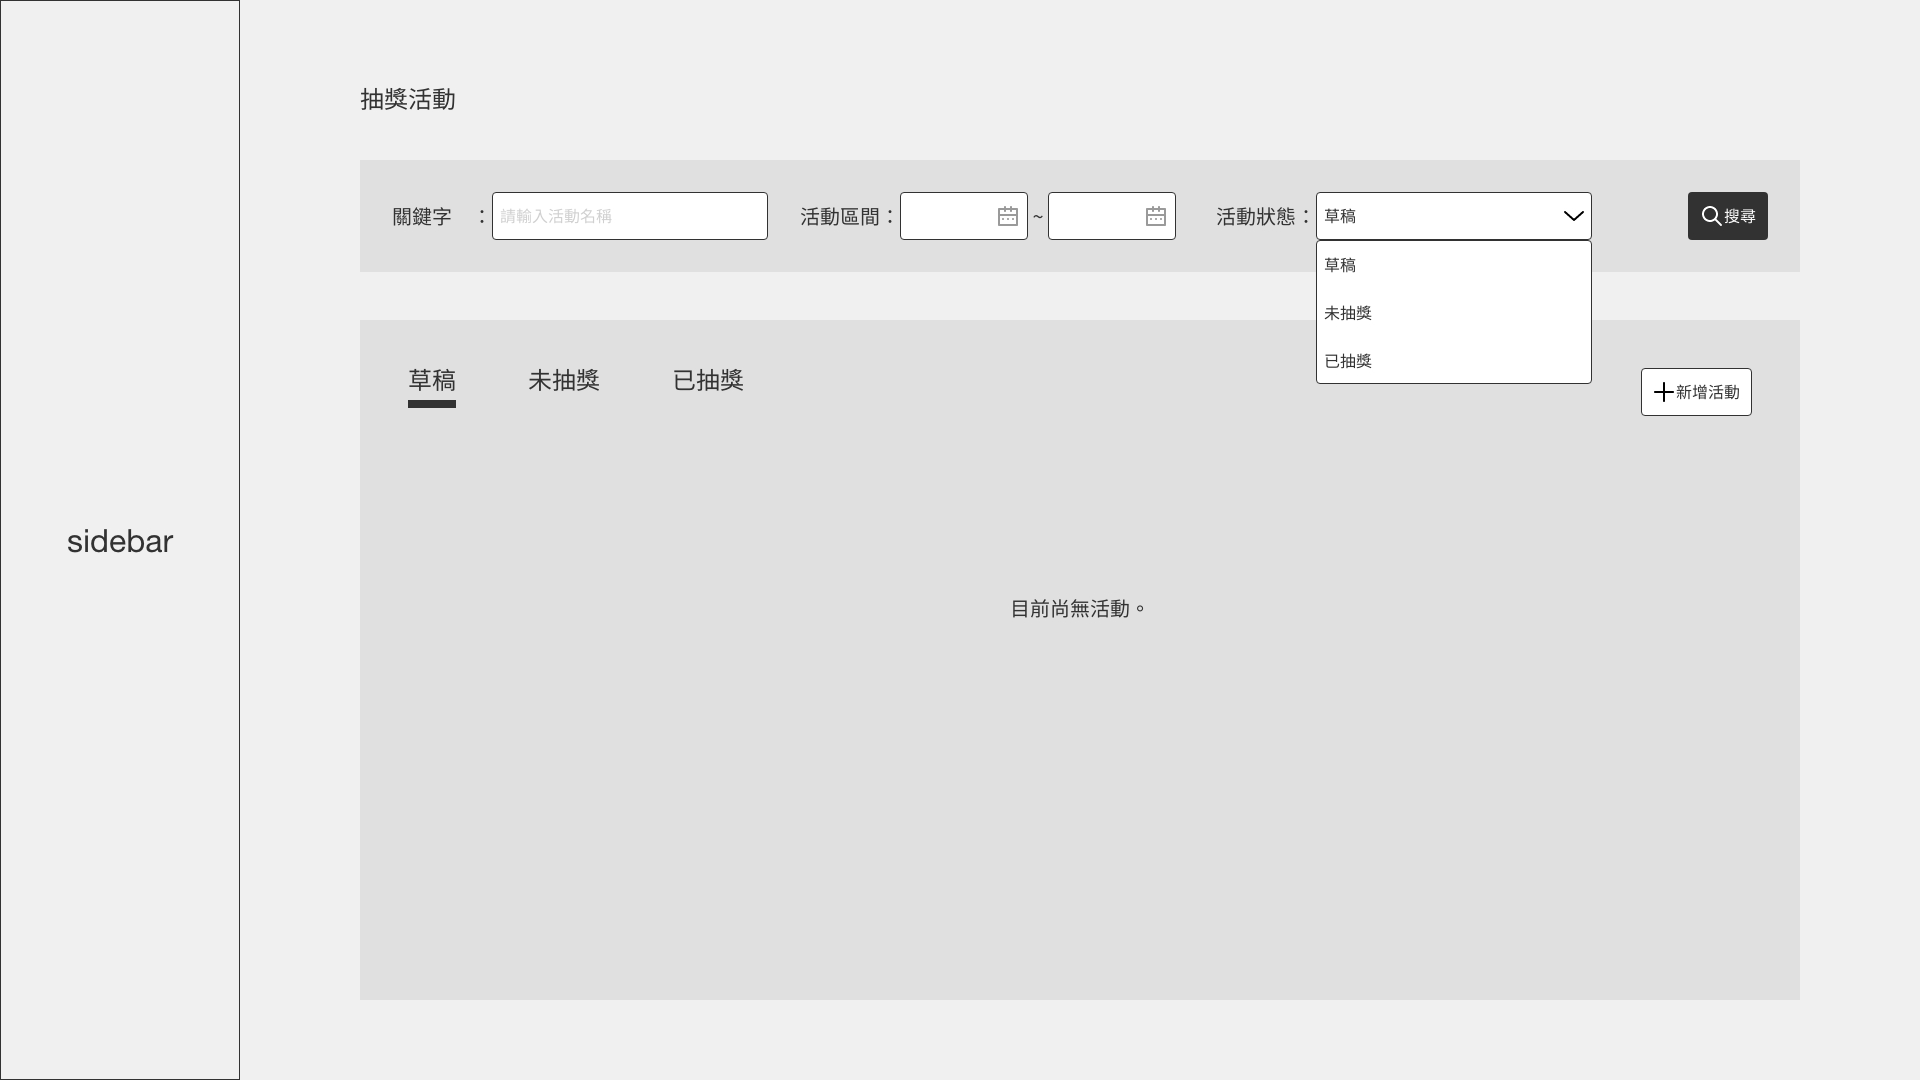 sidebar
抽獎活動
關鍵字 ： 請輸入活動名稱 活動區間： ~ 活動狀態： 草稿 搜尋
草稿
未抽獎
已抽獎
草稿 未抽獎 已抽獎
新增活動
目前尚無活動。